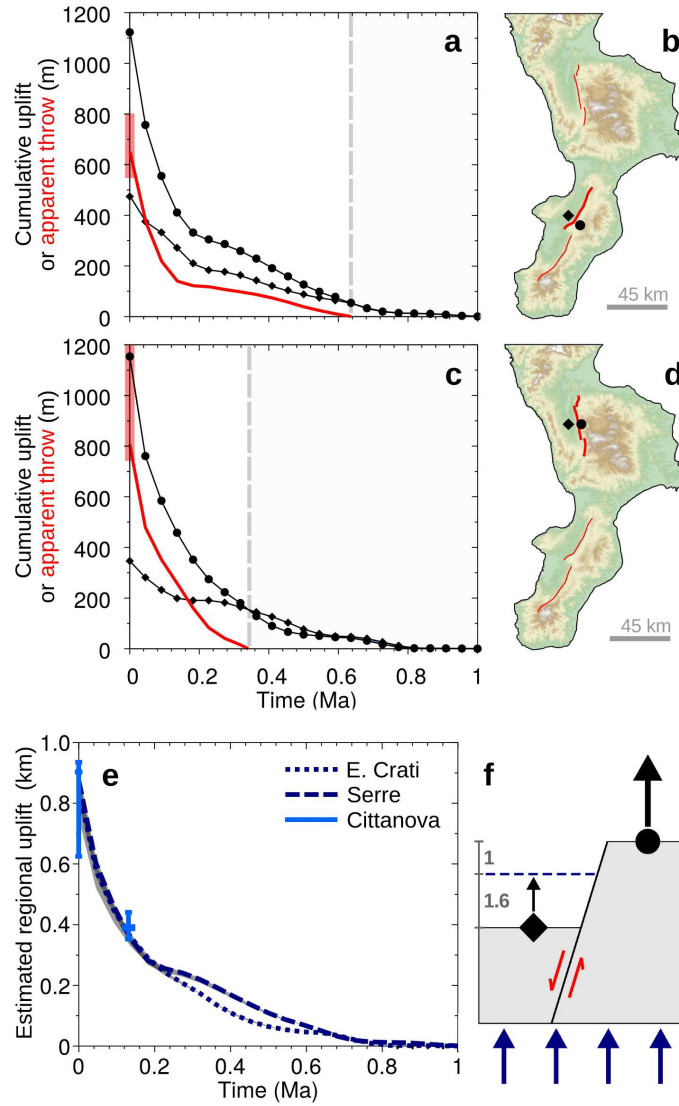 a
1200
1000
800
600
400
200
0
Cumulative uplift
or apparent throw (m)
b
45 km
c
1200
1000
800
600
400
200
0
Cumulative uplift
or apparent throw (m)
0 0.2 0.4 0.6 0.8 1
Time (Ma)
d
45 km
e
1.0
0.8
0.6
0.4
0.2
0
Estimated regional uplift (km)
E. Crati
Serre
Cittanova
0 0.2 0.4 0.6 0.8 1
Time (Ma)
f
1
1.6